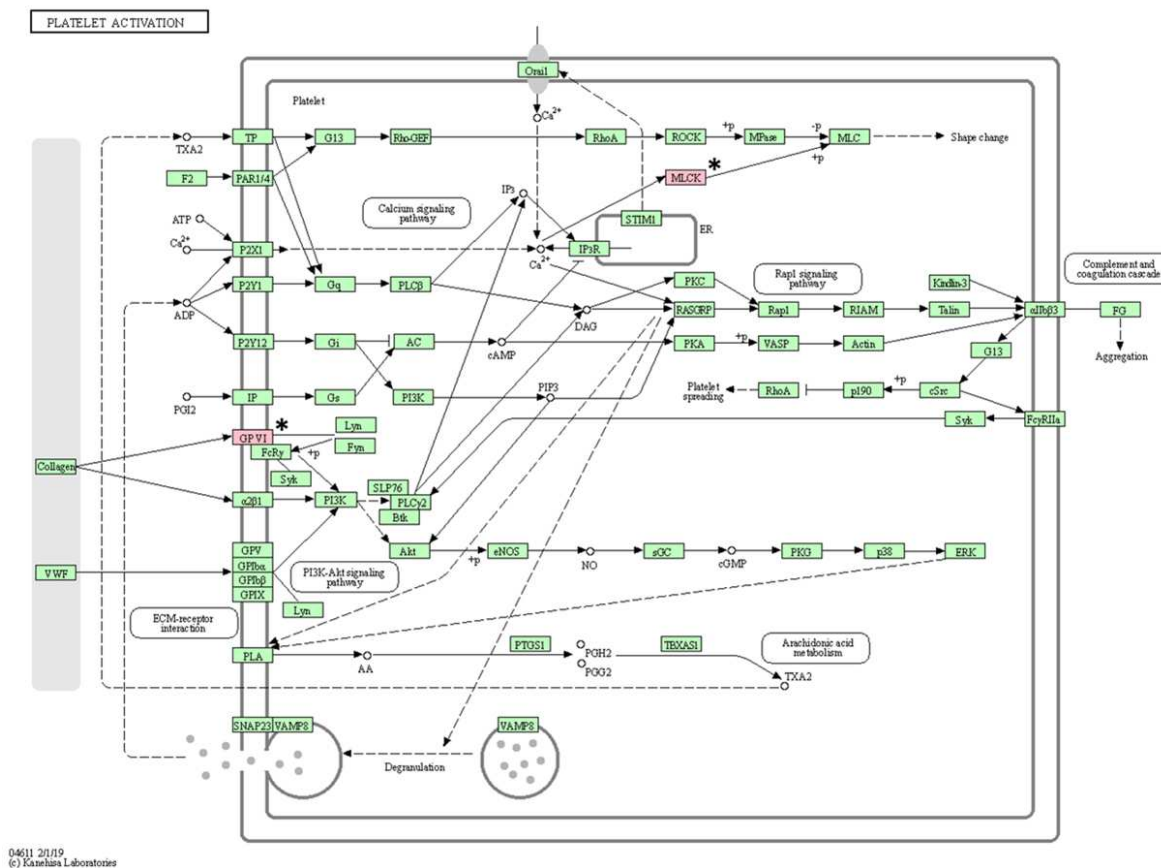 PLATELET ACTIVATION
Orai1
Platelet
Ca2+
TXA2
TP
G13
Rho-GEF
RhoA
ROCK
+p
MPase
-p
MLC
Shape change
+p
F2
PAR1/4
MLCK *
IP3
Calcium signaling
pathway
STIM1
ER
ATP
Ca2+
P2X1
Ca2+
IP3R
Complement and
coagulation cascade
Rap1 signaling
pathway
P2Y1
Gq
PLCβ
PKC
Kindlin-3
ADP
DAG
RASGRP
Rap1
RIAM
Talin
αIIbβ3
FG
P2Y12
Gi
AC
cAMP
PKA
+p
VASP
Actin
G13
Aggregation
PGI2
IP
Gs
PI3K
PIP3
Platelet
spreading
RhoA
p190
+p
cSrc
GPVI *
Lyn
Syk
FcγRIIa
FcRγ
+p
Fyn
Collagen
Syk
SLP76
α2β1
PI3K
PLCγ2
Btk
GPV
Akt
+p
eNOS
NO
sGC
cGMP
PKG
p38
ERK
VWF
GPIbα
GPIbβ
GPIX
PI3K-Akt signaling
pathway
Lyn
ECM-receptor
interaction
PLA
AA
PTGS1
PGH2
PGG2
TBXAS1
Arachidonic acid
metabolism
TXA2
SNAP23
VAMP8
VAMP8
Degranulation
04611 2/1/19
(c) Kanehisa Laboratories